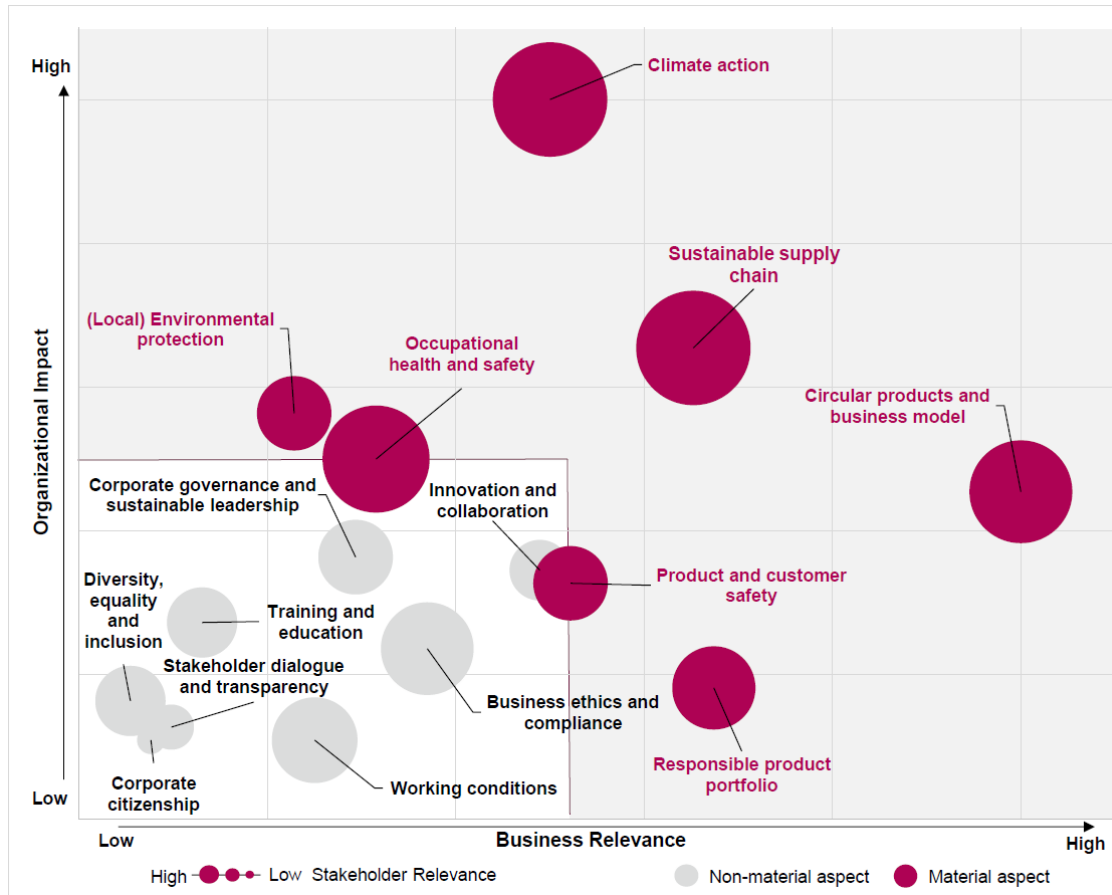 High
Climate action
Sustainable supply
chain
(Local) Environmental
protection
Occupational
health and safety
Circular products and
business model
Organizational Impact
Corporate governance and
sustainable leadership
Innovation and
collaboration
Diversity,
equality
and
inclusion
Training and
education
Product and customer
safety
Stakeholder dialogue
and transparency
Business ethics and
compliance
Corporate
citizenship
Working conditions
Responsible product
portfolio
Low
Low
Business Relevance
High
High
Low Stakeholder Relevance
Non-material aspect
Material aspect